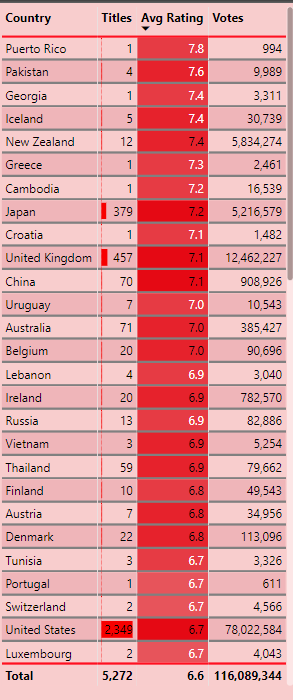 Country Titles Avg Rating Votes
Puerto Rico 1 7.8 994
Pakistan 4 7.6 9,989
Georgia 1 7.4 3,311
Iceland 5 7.4 30,739
New Zealand 12 7.4 5,834,274
Greece 1 7.3 2,461
Cambodia 1 7.2 16,539
Japan 379 7.2 5,216,579
Croatia 1 7.1 1,482
United Kingdom 457 7.1 12,462,227
China 70 7.1 908,926
Uruguay 7 7.0 10,543
Australia 71 7.0 385,427
Belgium 20 7.0 90,696
Lebanon 4 6.9 3,040
Ireland 20 6.9 782,570
Russia 13 6.9 82,886
Vietnam 3 6.9 5,254
Thailand 59 6.9 79,662
Finland 10 6.8 49,543
Austria 7 6.8 34,956
Denmark 22 6.8 113,096
Tunisia 3 6.7 3,326
Portugal 1 6.7 611
Switzerland 2 6.7 4,566
United States 2,349 6.7 78,022,584
Luxembourg 2 6.7 4,043
Total 5,272 6.6 116,089,344